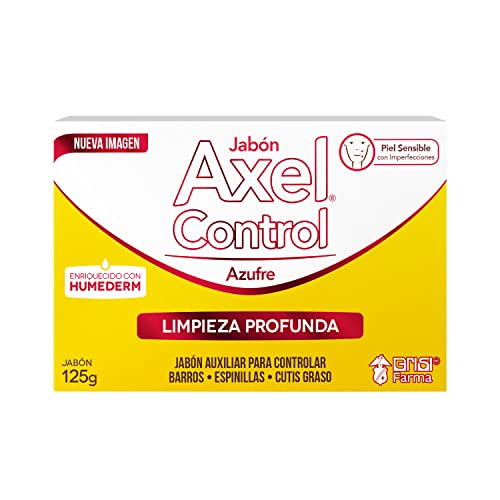 NUEVA IMAGEN
Jabón
Axel®
Control
Azufre
Piel Sensible
con Imperfecciones
ENRIQUECIDO CON
HUMEDERM
LIMPIEZA PROFUNDA
JABÓN
125g
JABÓN AUXILIAR PARA CONTROLAR
BARROS • ESPINILLAS • CUTIS GRASO
GRISI®
Farma